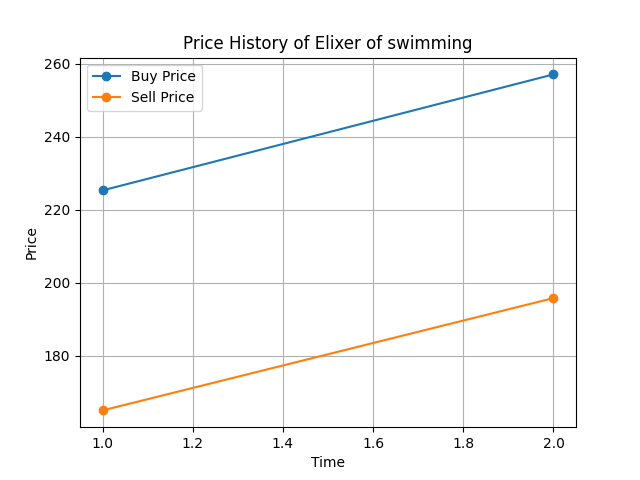 Price History of Elixer of swimming
Buy Price
Sell Price
Price
260
240
220
200
180
1.0 1.2 1.4 1.6 1.8 2.0
Time